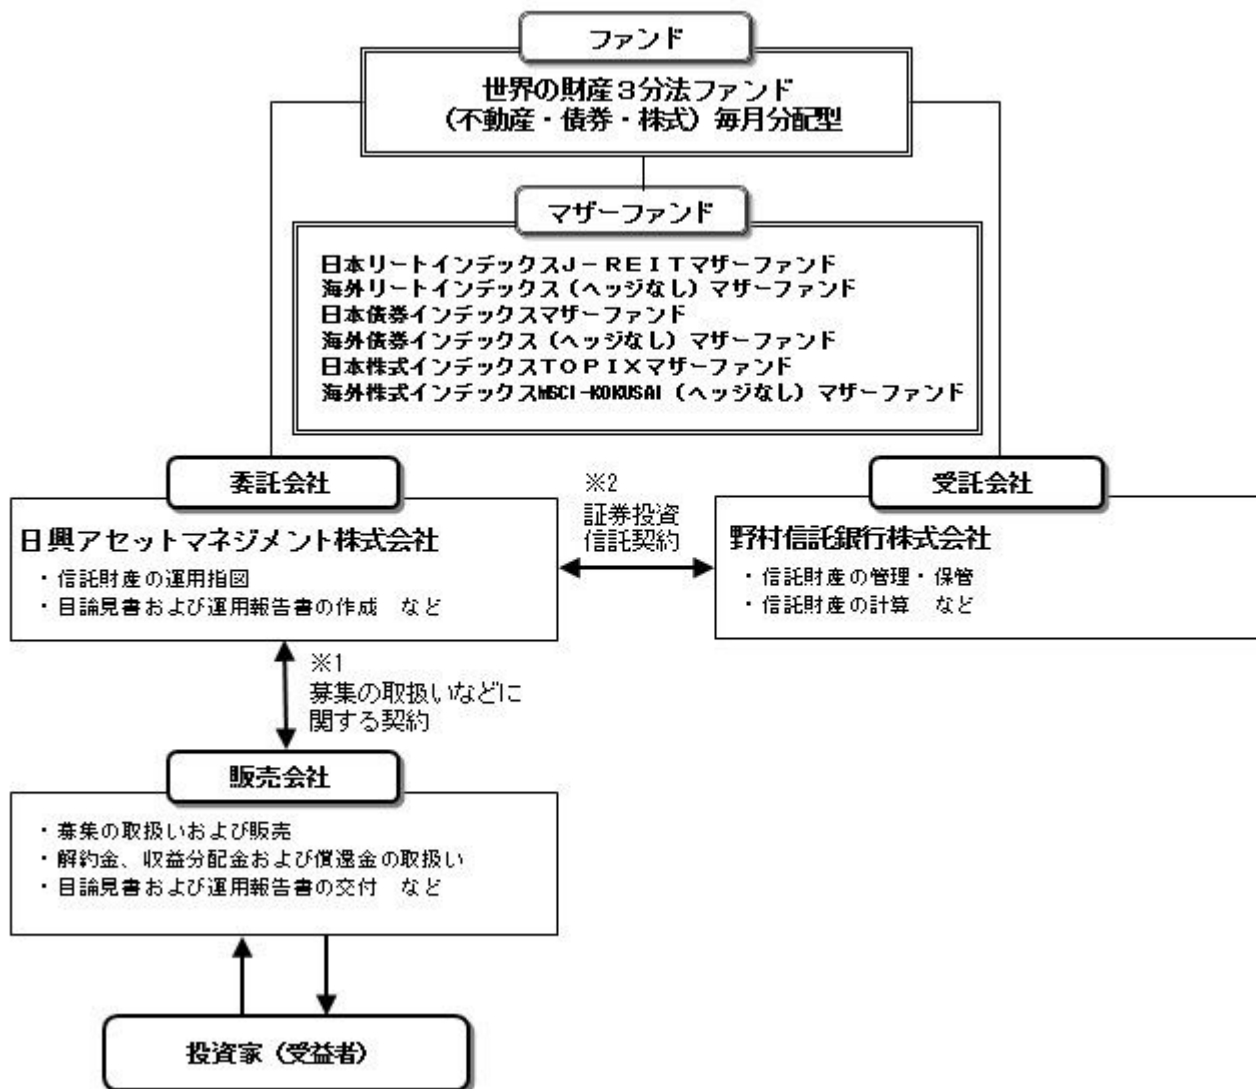 ファンド
世界の財産3分法ファンド
(不動産・債券・株式)毎月分配型
マザーファンド
日本リートインデックスJ-REITマザーファンド
海外リートインデックス(ヘッジなし)マザーファンド
日本債券インデックスマザーファンド
海外債券インデックス(ヘッジなし)マザーファンド
日本株式インデックスTOPIXマザーファンド
海外株式インデックスMSCI-KOKUSAI(ヘッジなし)マザーファンド
委託会社
日興アセットマネジメント株式会社
・信託財産の運用指図
・目論見書および運用報告書の作成 など
※2
証券投資
信託契約
受託会社
野村信託銀行株式会社
・信託財産の管理・保管
・信託財産の計算 など
※1
募集の取扱いなどに
関する契約
販売会社
・募集の取扱いおよび販売
・解約金、収益分配金および償還金の取扱い
・目論見書および運用報告書の交付 など
投資家(受益者)